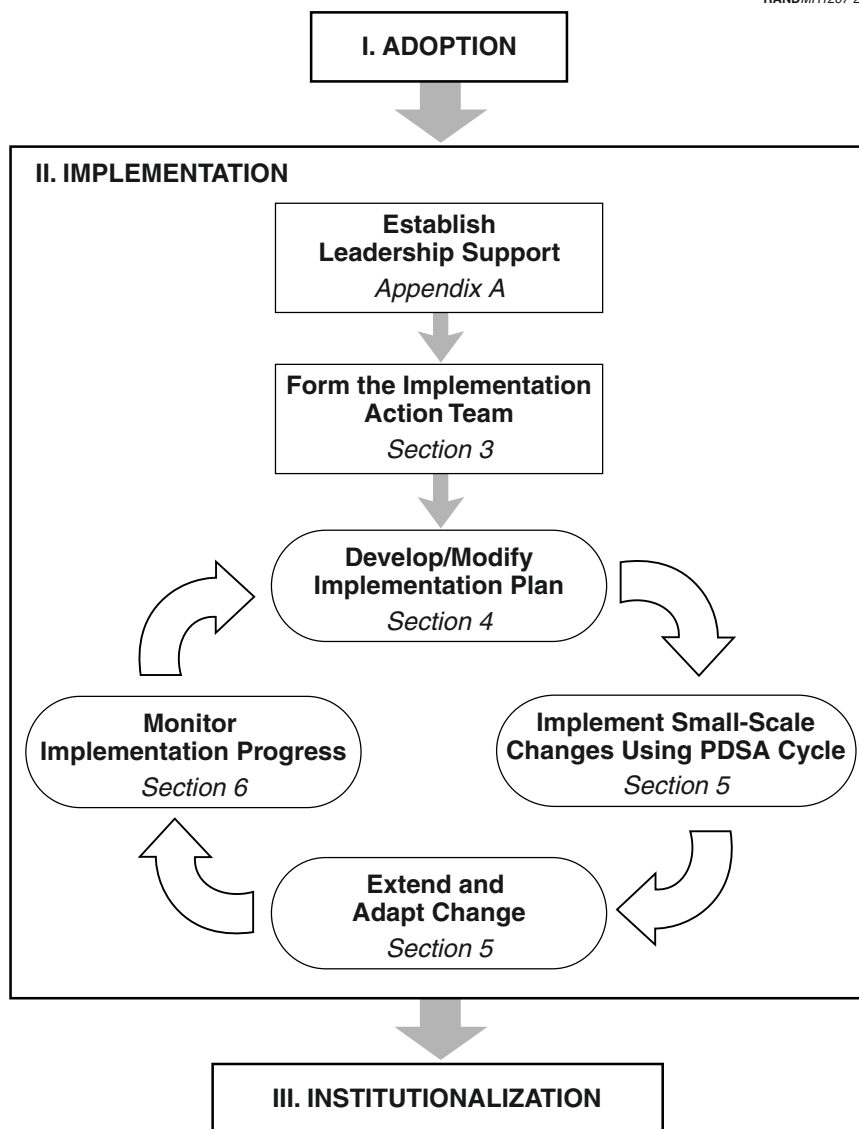 I. ADOPTION
II. IMPLEMENTATION
Establish
Leadership Support
Appendix A
Form the Implementation
Action Team
Section 3
Develop/Modify
Implementation Plan
Section 4
Monitor
Implementation Progress
Section 6
Implement Small-Scale
Changes Using PDSA Cycle
Section 5
Extend and
Adapt Change
Section 5
III. INSTITUTIONALIZATION